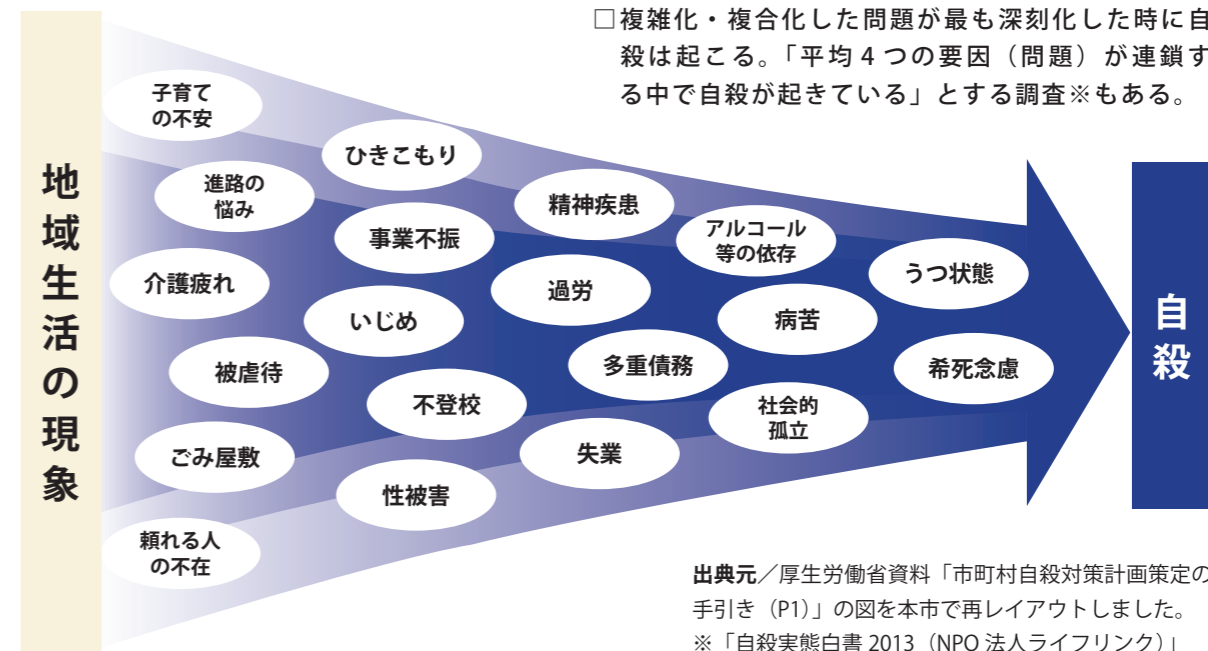 □複雑化・複合化した問題が最も深刻化した時に自
殺は起こる。「平均4つの要因（問題）が連鎖す
る中で自殺が起きている」とする調査※もある。
地域生活の現象
子育て
の不安
進路の
悩み
介護疲れ
被虐待
ごみ屋敷
頼れる人
の不在
ひきこもり
事業不振
いじめ
不登校
性被害
精神疾患
過労
多重債務
失業
アルコール
等の依存
病苦
社会的
孤立
うつ状態
希死念慮
自殺
出典元／厚生労働省資料「市町村自殺対策計画策定の
手引き（P1）」の図を本市で再レイアウトしました。
※「自殺実態白書2013（NPO法人ライフリンク）」